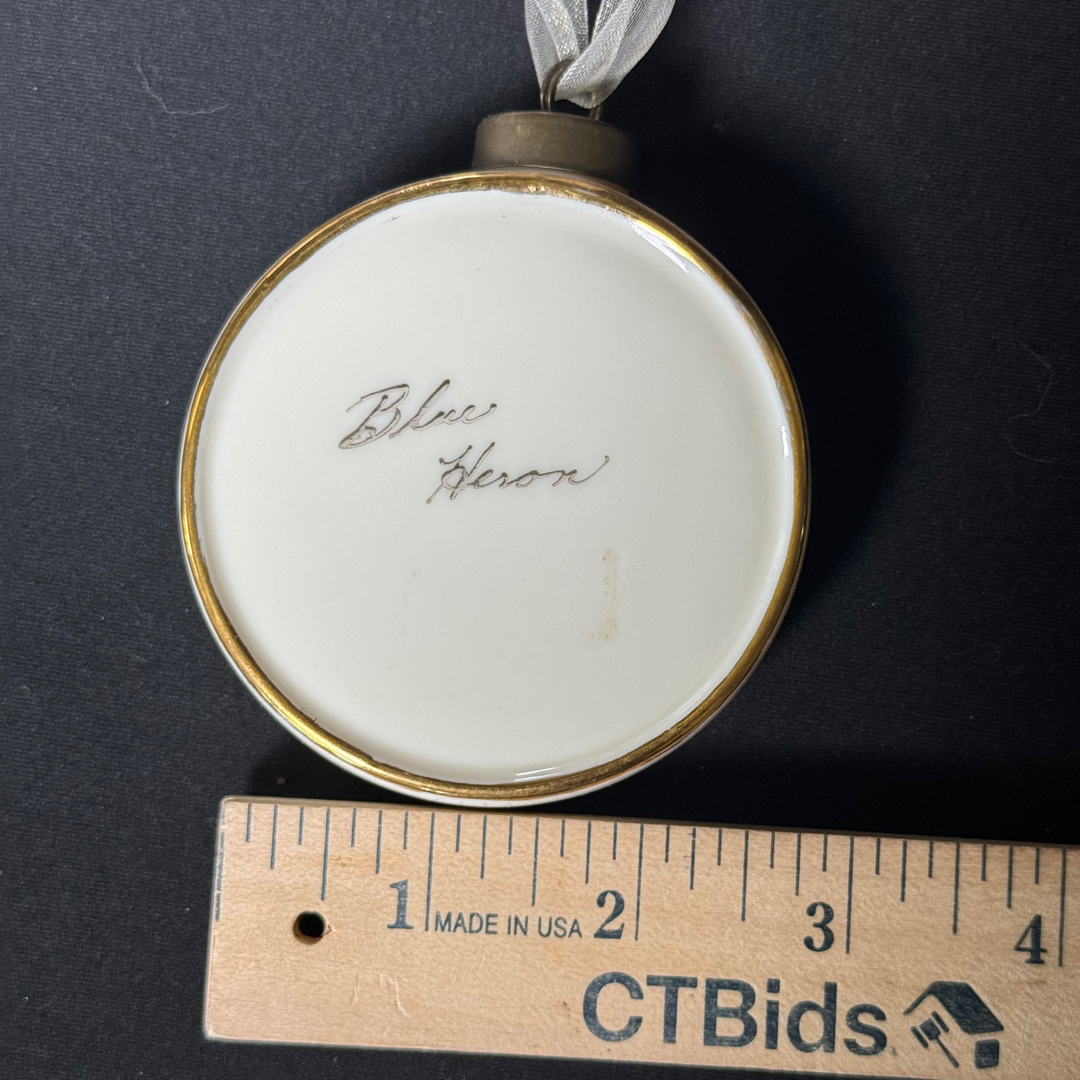 Blue
Heron
1 MADE IN USA 2 3 4
CTBids